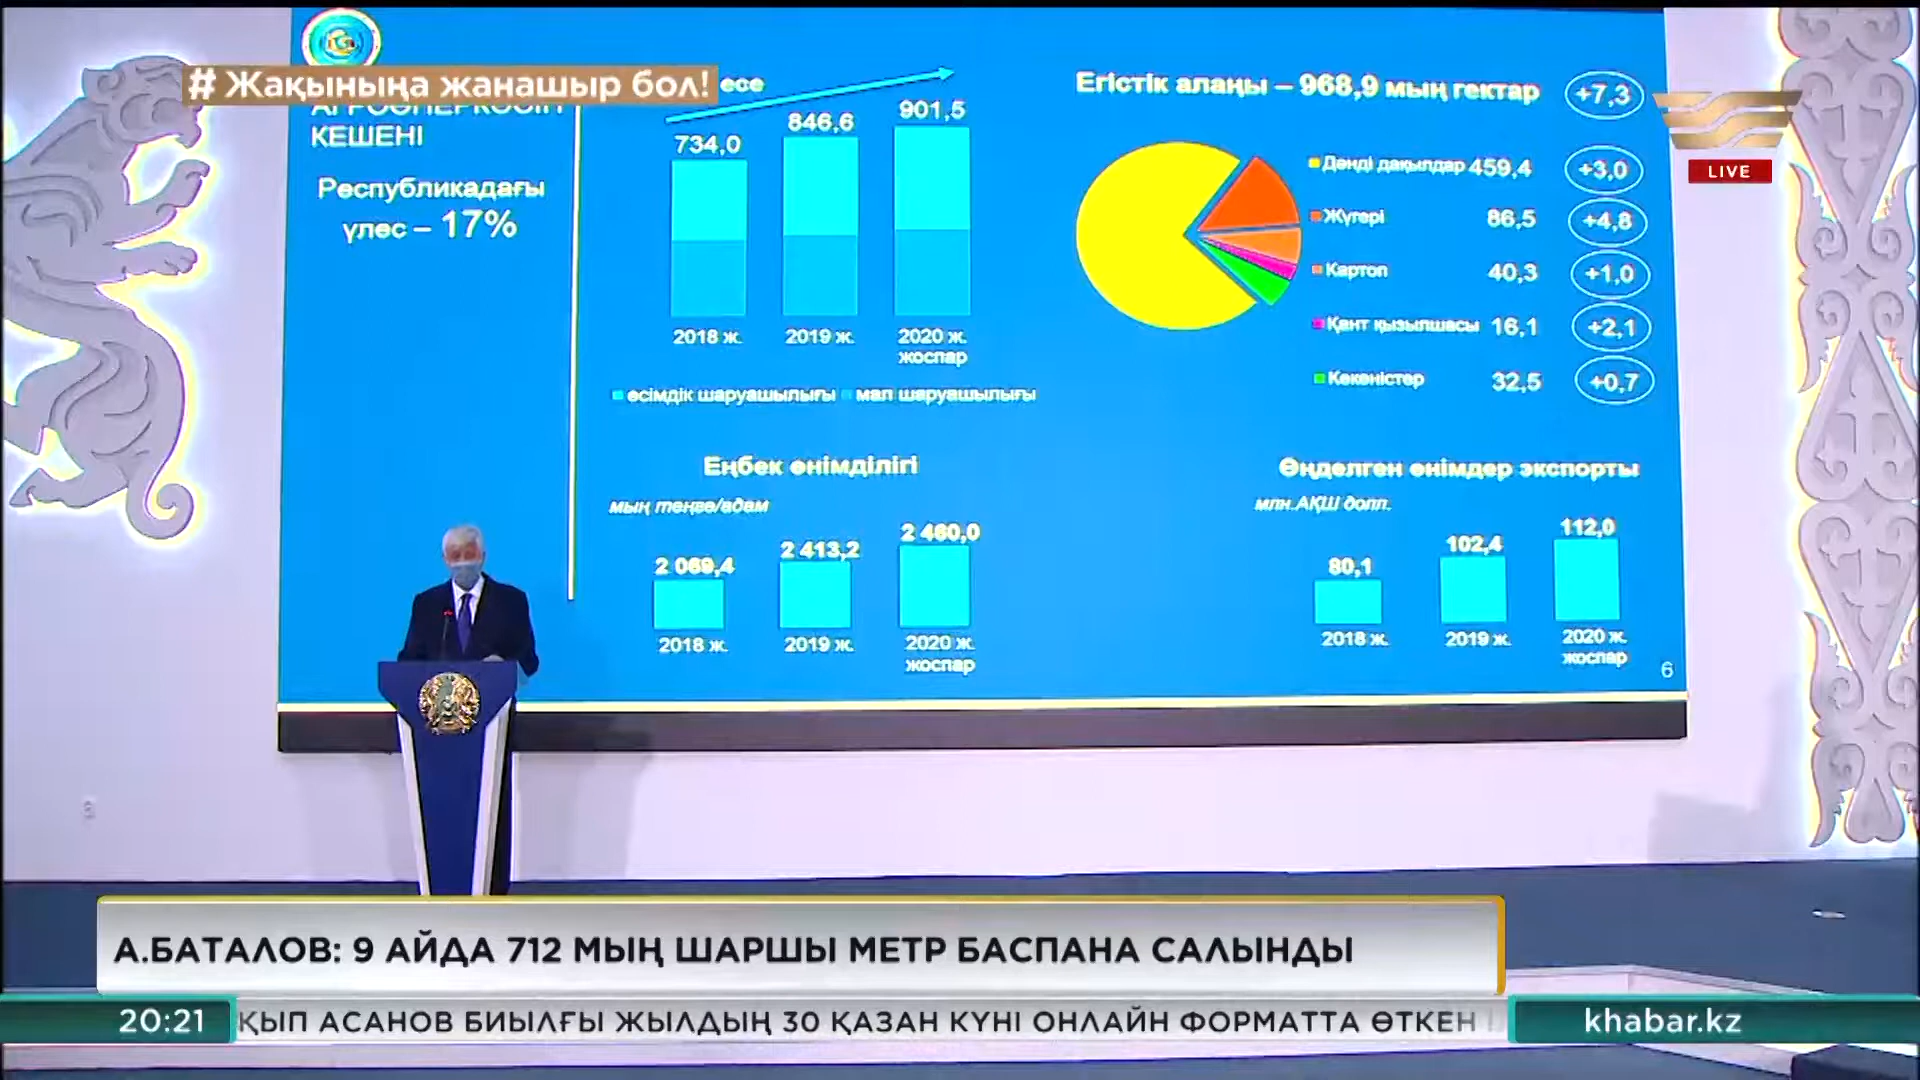 # Жақыныңа жанашыр бол!
КЕШЕНІ
Республикадағы
үлес – 17%
есе
734,0
846,6
901,5
2018 ж.
2019 ж.
2020 ж.
жоспар
өсімдік шаруашылығы
мал шаруашылығы
Егістік алаңы – 968,9 мың гектар
+7,3
Дәнді дақылдар 459,4
+3,0
Жүгері 86,5
+4,8
Картоп 40,3
+1,0
Қант қызылшасы 16,1
+2,1
Көкөністер 32,5
+0,7
LIVE
Еңбек өнімділігі
мың теңге/адам
2 069,4
2 413,2
2 460,0
2018 ж.
2019 ж.
2020 ж.
жоспар
Өңделген өнімдер экспорты
млн.АҚШ долл.
80,1
102,4
112,0
2018 ж.
2019 ж.
2020 ж.
жоспар
6
А.БАТАЛОВ: 9 АЙДА 712 МЫҢ ШАРШЫ МЕТР БАСПАНА САЛЫНДЫ
20:21
ҚЫП АСАНОВ БИЫЛҒЫ ЖЫЛДЫҢ 30 ҚАЗАН КҮНІ ОНЛАЙН ФОРМАТТА ӨТКЕН
khabar.kz